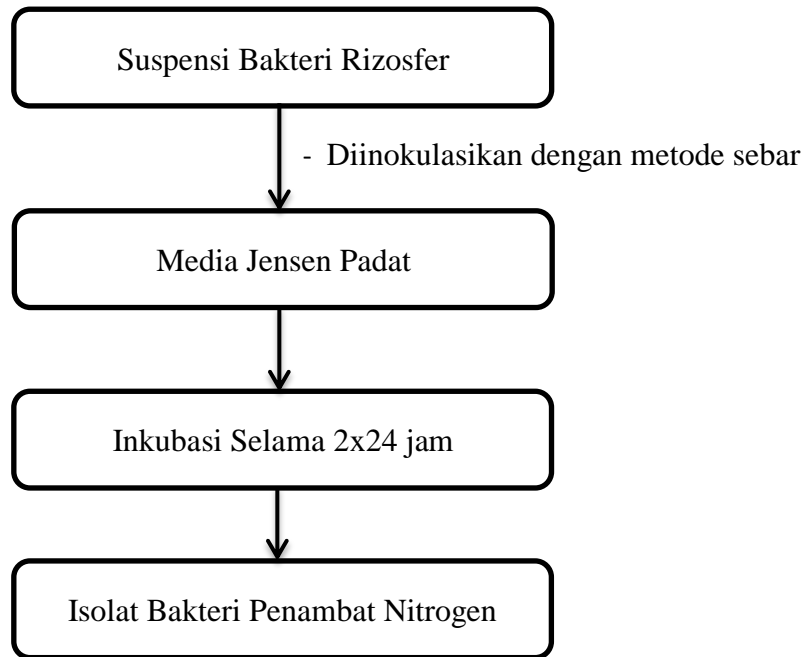 Suspensi Bakteri Rizosfer
- Diinokulasikan dengan metode sebar
Media Jensen Padat
Inkubasi Selama 2x24 jam
Isolat Bakteri Penambat Nitrogen